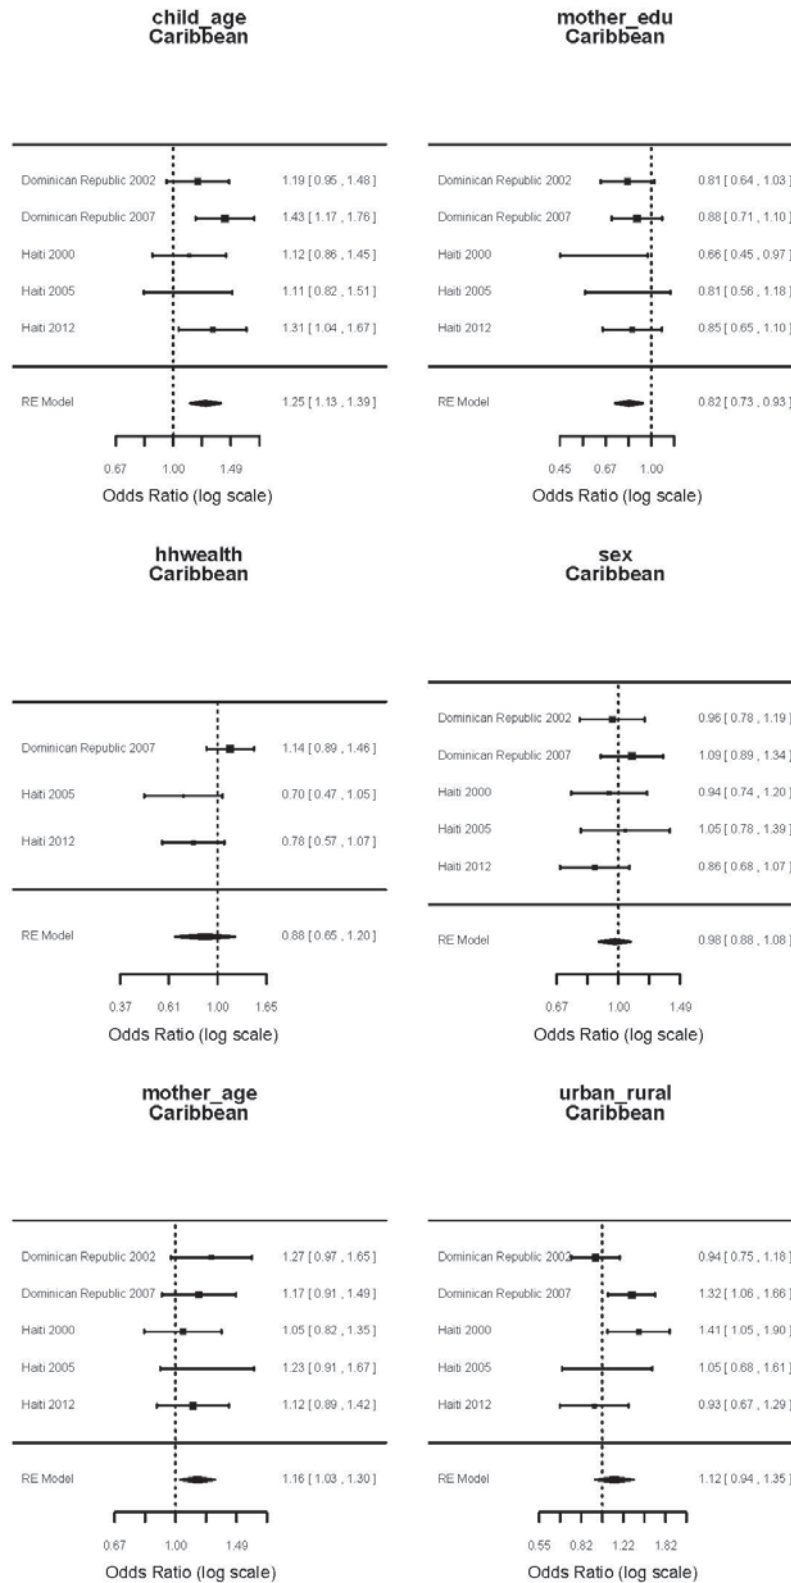 child_age
Caribbean
Dominican Republic 2002 1.19 [ 0.95 , 1.48 ]
Dominican Republic 2007 1.43 [ 1.17 , 1.76 ]
Haiti 2000 1.12 [ 0.86 , 1.45 ]
Haiti 2005 1.11 [ 0.82 , 1.51 ]
Haiti 2012 1.31 [ 1.04 , 1.67 ]
RE Model 1.25 [ 1.13 , 1.39 ]
0.67 1.00 1.49
Odds Ratio (log scale)
mother_edu
Caribbean
Dominican Republic 2002 0.81 [ 0.64 , 1.03 ]
Dominican Republic 2007 0.88 [ 0.71 , 1.10 ]
Haiti 2000 0.66 [ 0.45 , 0.97 ]
Haiti 2005 0.81 [ 0.56 , 1.18 ]
Haiti 2012 0.85 [ 0.65 , 1.10 ]
RE Model 0.82 [ 0.73 , 0.93 ]
0.45 0.67 1.00
Odds Ratio (log scale)
hhwealth
Caribbean
Dominican Republic 2007 1.14 [ 0.89 , 1.46 ]
Haiti 2005 0.70 [ 0.47 , 1.05 ]
Haiti 2012 0.78 [ 0.57 , 1.07 ]
RE Model 0.88 [ 0.65 , 1.20 ]
0.37 0.61 1.00 1.65
Odds Ratio (log scale)
sex
Caribbean
Dominican Republic 2002 0.96 [ 0.78 , 1.19 ]
Dominican Republic 2007 1.09 [ 0.89 , 1.34 ]
Haiti 2000 0.94 [ 0.74 , 1.20 ]
Haiti 2005 1.05 [ 0.78 , 1.39 ]
Haiti 2012 0.86 [ 0.68 , 1.07 ]
RE Model 0.98 [ 0.88 , 1.08 ]
0.67 1.00 1.49
Odds Ratio (log scale)
mother_age
Caribbean
Dominican Republic 2002 1.27 [ 0.97 , 1.65 ]
Dominican Republic 2007 1.17 [ 0.91 , 1.49 ]
Haiti 2000 1.05 [ 0.82 , 1.35 ]
Haiti 2005 1.23 [ 0.91 , 1.67 ]
Haiti 2012 1.12 [ 0.89 , 1.42 ]
RE Model 1.16 [ 1.03 , 1.30 ]
0.67 1.00 1.49
Odds Ratio (log scale)
urban_rural
Caribbean
Dominican Republic 2002 0.94 [ 0.75 , 1.18 ]
Dominican Republic 2007 1.32 [ 1.06 , 1.66 ]
Haiti 2000 1.41 [ 1.05 , 1.90 ]
Haiti 2005 1.05 [ 0.68 , 1.61 ]
Haiti 2012 0.93 [ 0.67 , 1.29 ]
RE Model 1.12 [ 0.94 , 1.35 ]
0.55 0.82 1.22 1.82
Odds Ratio (log scale)